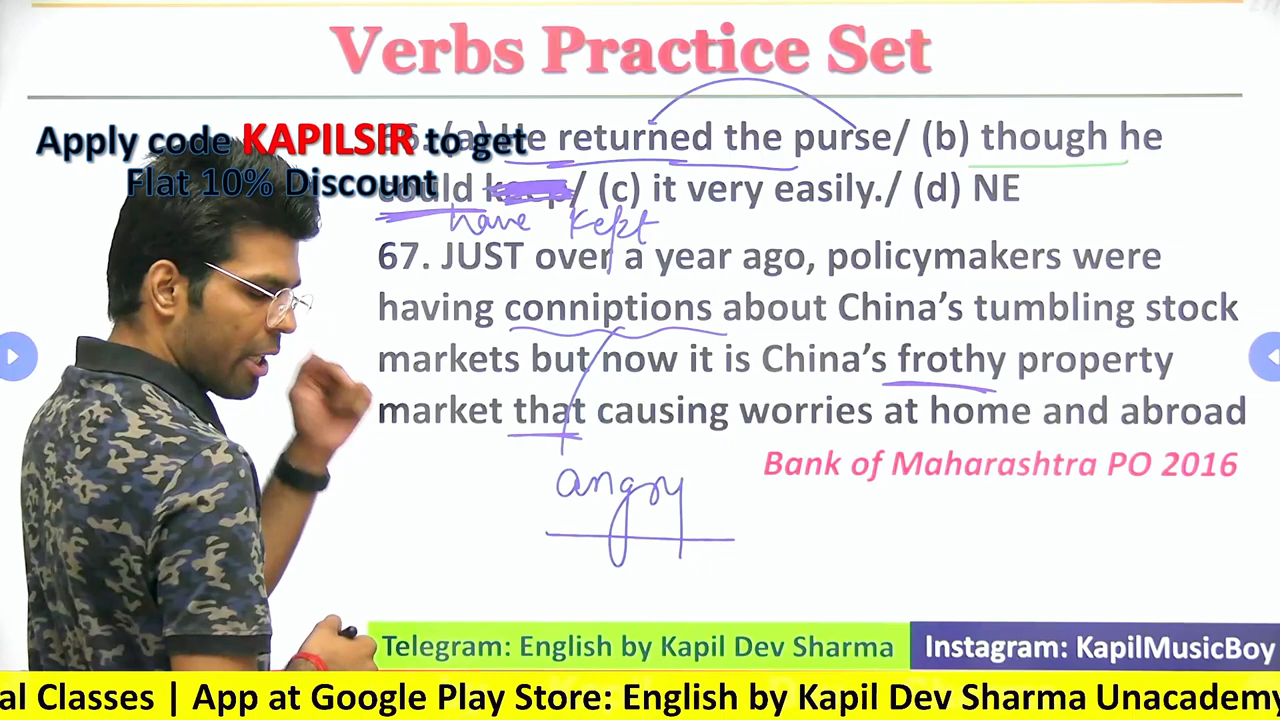 Verbs Practice Set
Apply code KAPILSIR to get
Flat 10% Discount
66. (a) He returned the purse/ (b) though he
could keep/ (c) it very easily./ (d) NE
have kept
67. JUST over a year ago, policymakers were
having conniptions about China's tumbling stock
markets but now it is China's frothy property
market that causing worries at home and abroad
Bank of Maharashtra PO 2016
angry
Telegram: English by Kapil Dev Sharma
Instagram: KapilMusicBoy
al Classes | App at Google Play Store: English by Kapil Dev Sharma Unacademy